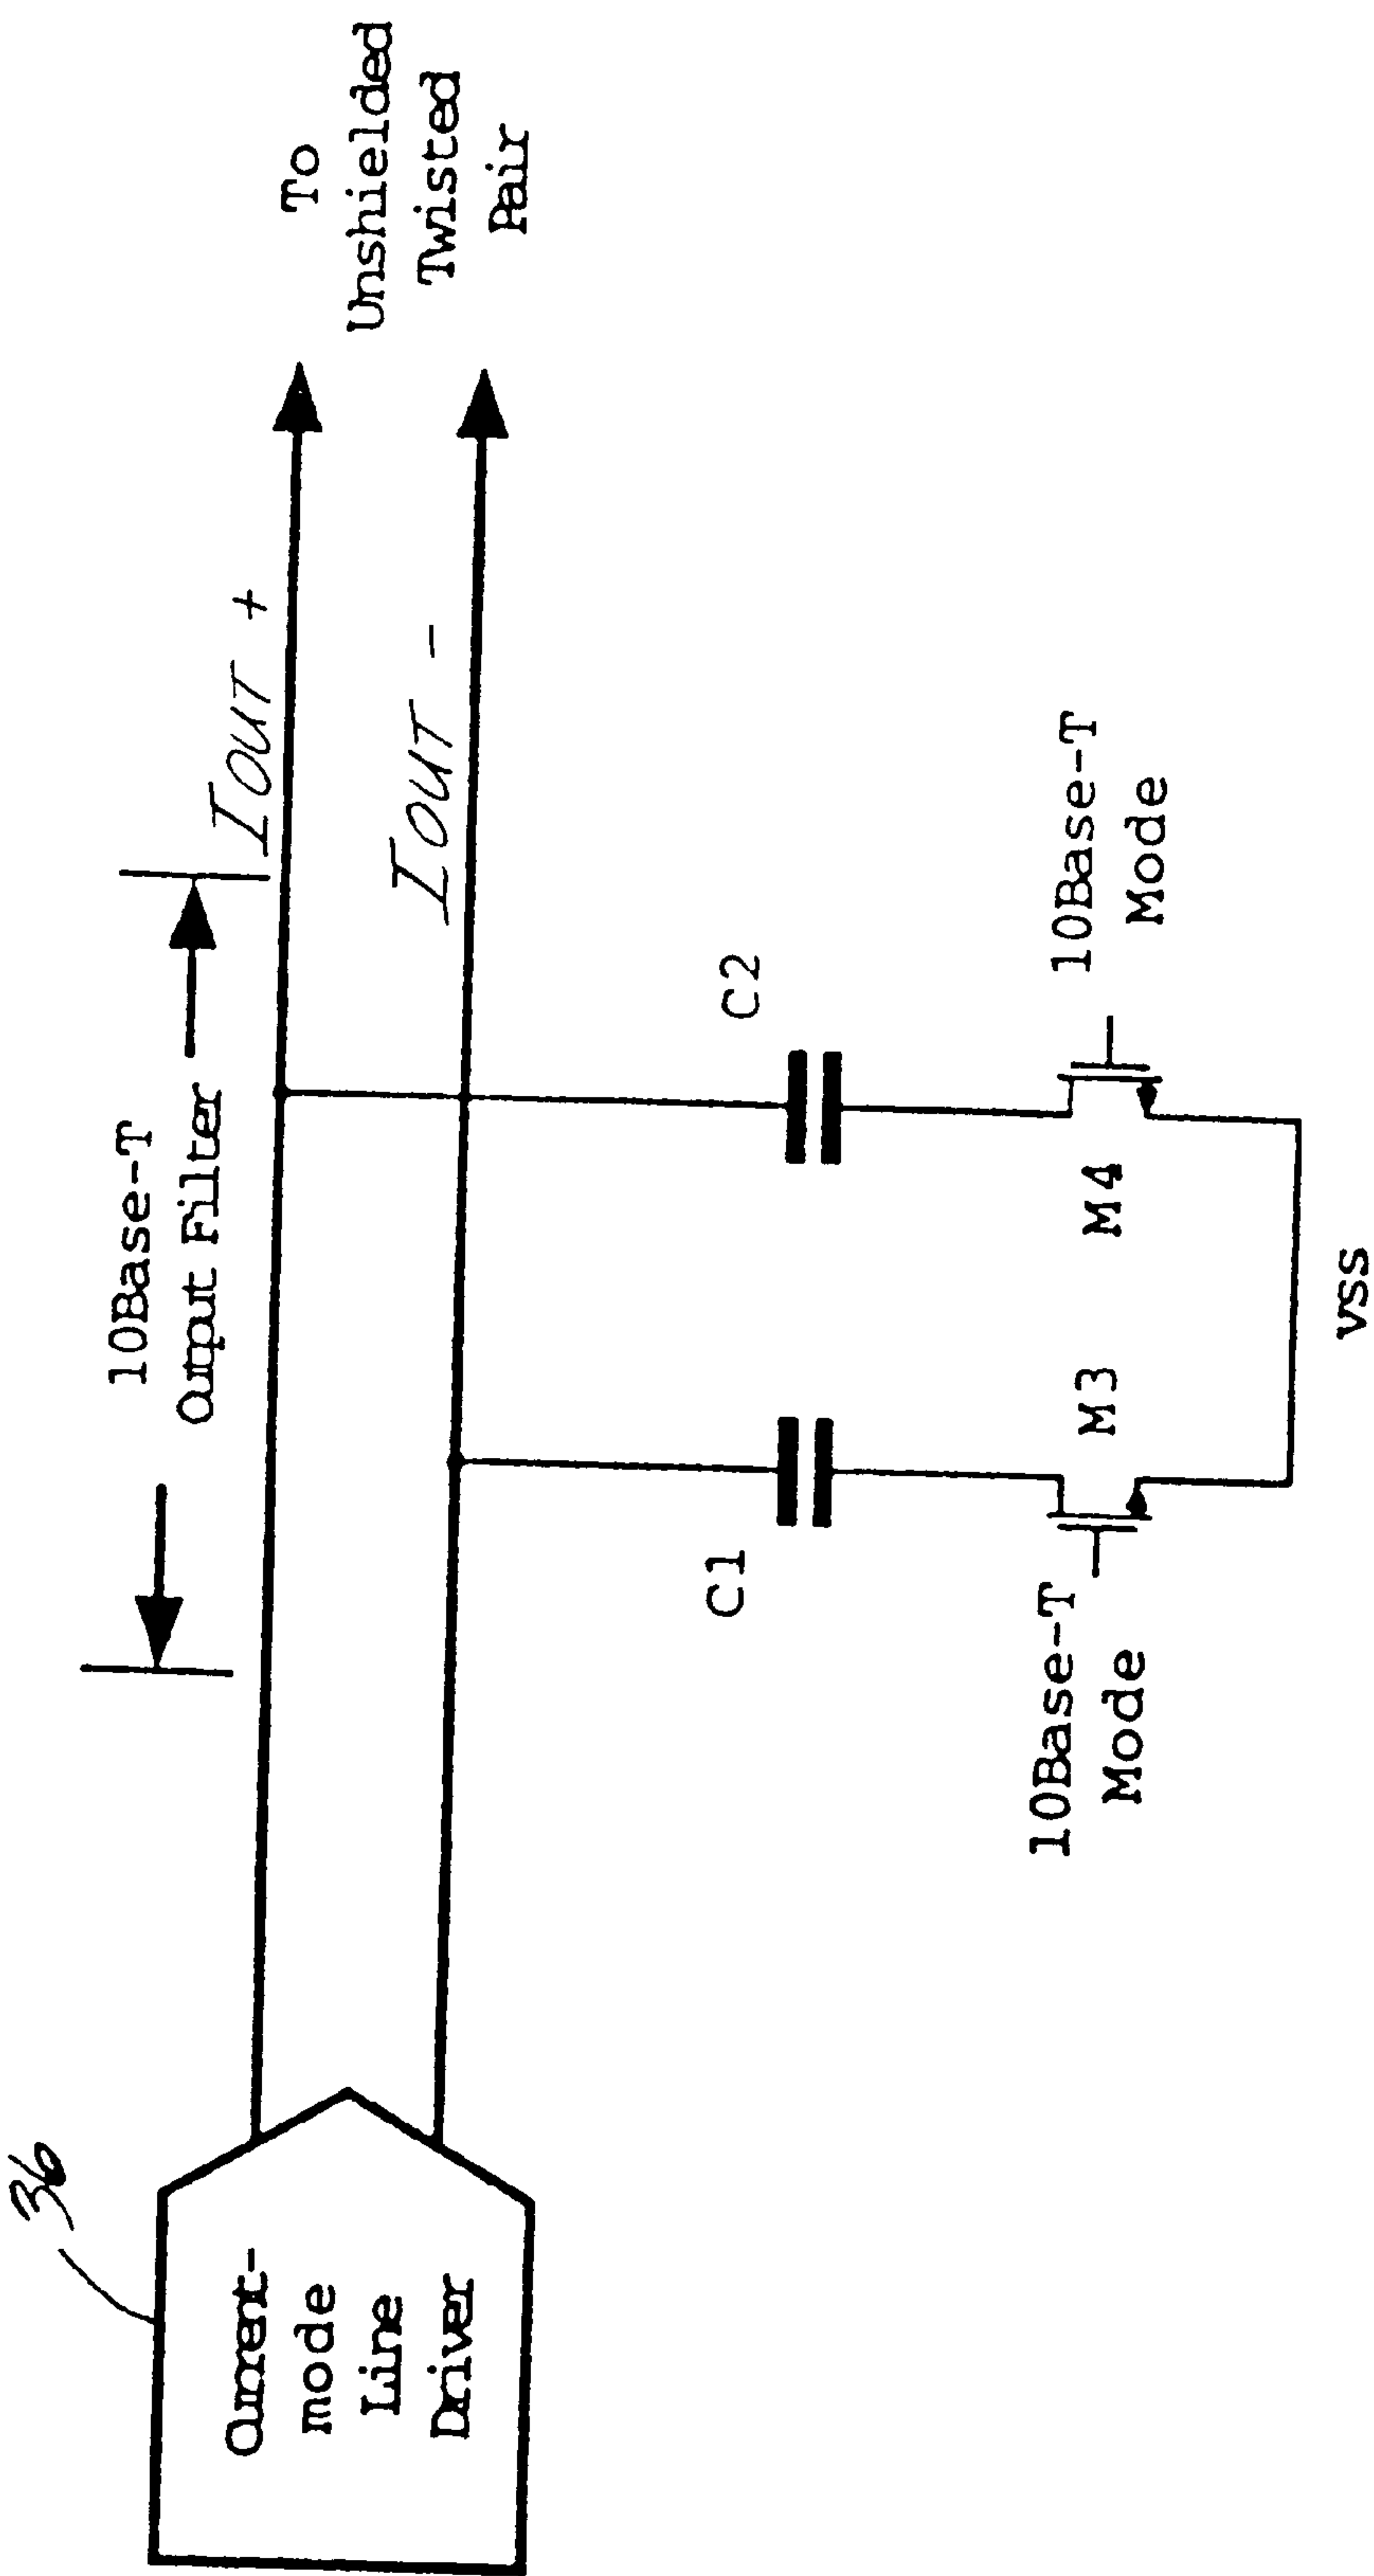 36
Current-
mode
Line
Driver
10Base-T
Output Filter
IOUT +
IOUT -
To
Unshielded
Twisted
Pair
C1
C2
10Base-T
Mode
M3
M4
10Base-T
Mode
VSS